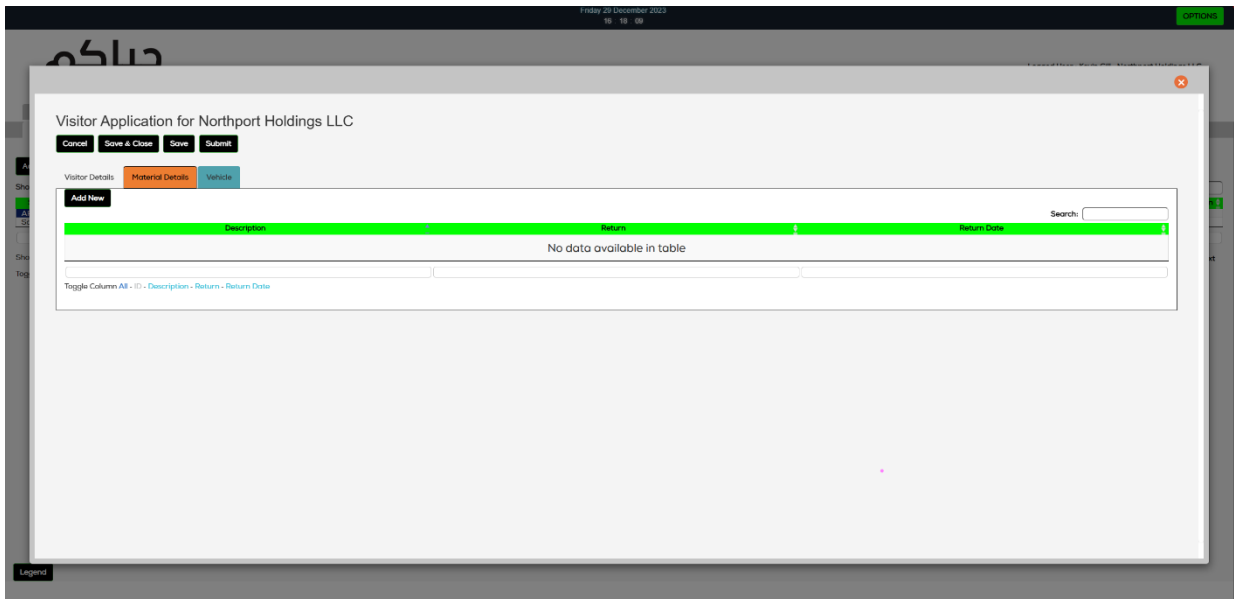 Friday 29 December 2023
16 18 09
OPTIONS
حياكم
Visitor Application for Northport Holdings LLC
Cancel Save & Close Save Submit
Visitor Details Material Details Vehicle
Add New
Search:
Description Return Return Date
No data available in table
Toggle Column All - ID - Description - Return - Return Date
Legend